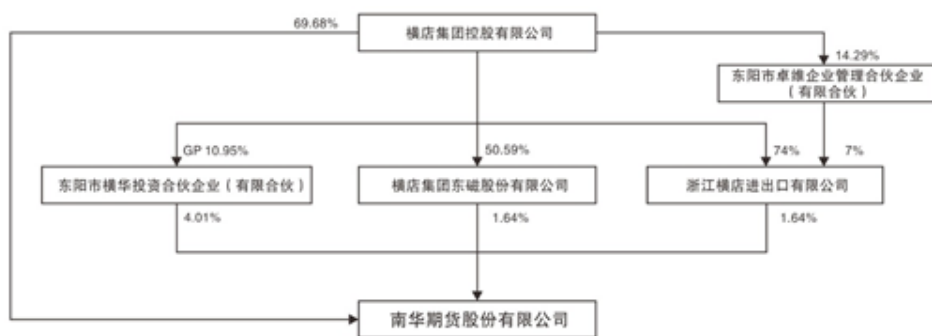 69.68%
横店集团控股有限公司
14.29%
东阳市卓维企业管理合伙企业
（有限合伙）
GP 10.95%
50.59%
74%
7%
东阳市横华投资合伙企业（有限合伙）
横店集团东磁股份有限公司
浙江横店进出口有限公司
4.01%
1.64%
1.64%
南华期货股份有限公司